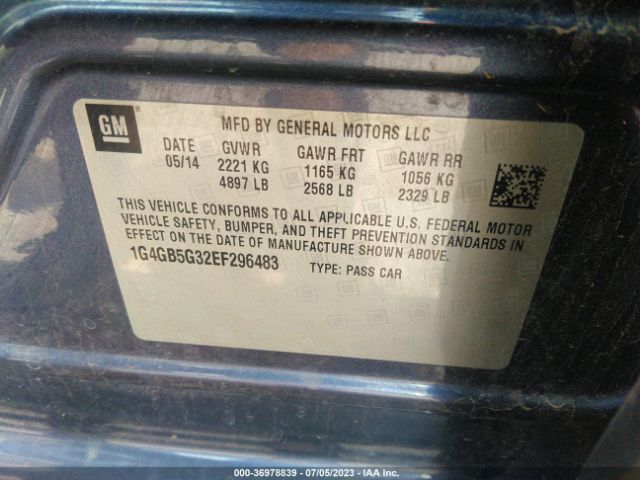 GM
MFD BY GENERAL MOTORS LLC
DATE GVWR GAWR FRT GAWR RR
05/14 2221 KG 1165 KG 1056 KG
4897 LB 2568 LB 2329 LB
THIS VEHICLE CONFORMS TO ALL APPLICABLE U.S. FEDERAL MOTOR
VEHICLE SAFETY, BUMPER, AND THEFT PREVENTION STANDARDS IN
EFFECT ON THE DATE OF MANUFACTURE SHOWN ABOVE.
1G4GB5G32EF296483 TYPE: PASS CAR
000-36978839 - 07/05/2023 - IAA Inc.